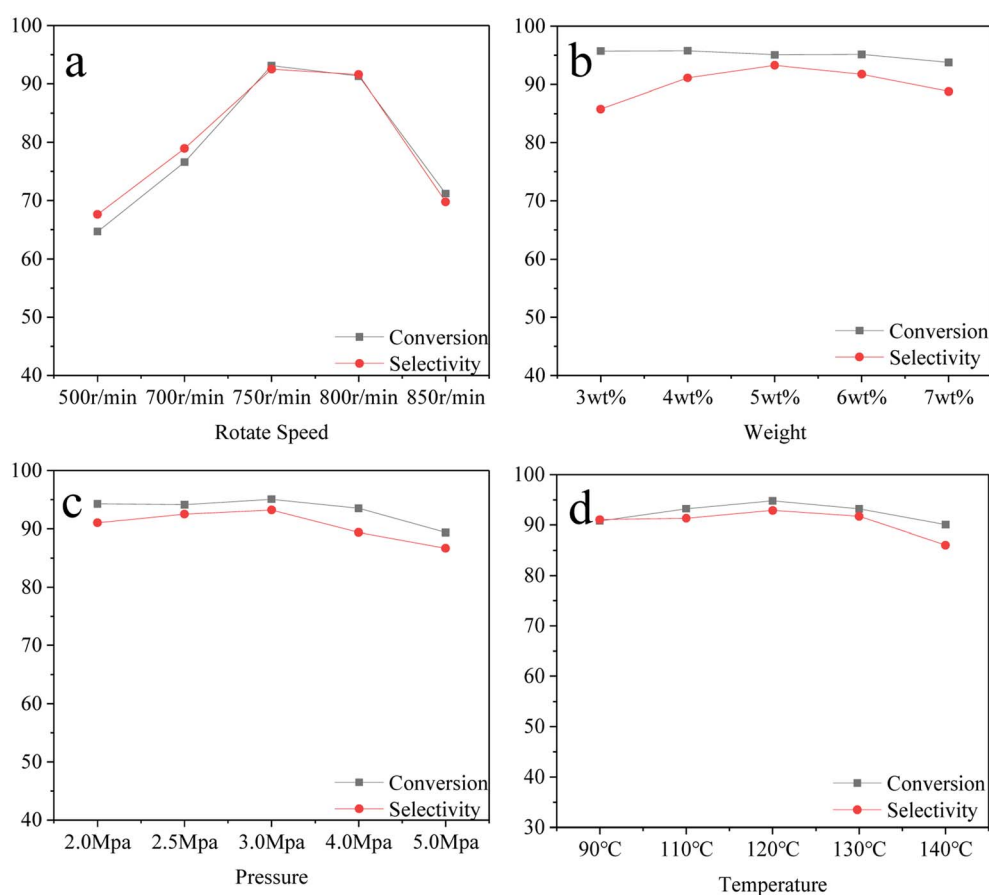 a
100
90
80
70
60
50
40
Conversion
Selectivity
500r/min 700r/min 750r/min 800r/min 850r/min
Rotate Speed
b
100
90
80
70
60
50
40
Conversion
Selectivity
3wt% 4wt% 5wt% 6wt% 7wt%
Weight
c
100
90
80
70
60
50
40
Conversion
Selectivity
2.0Mpa 2.5Mpa 3.0Mpa 4.0Mpa 5.0Mpa
Pressure
d
100
90
80
70
60
50
40
30
Conversion
Selectivity
90℃ 110℃ 120℃ 130℃ 140℃
Temperature